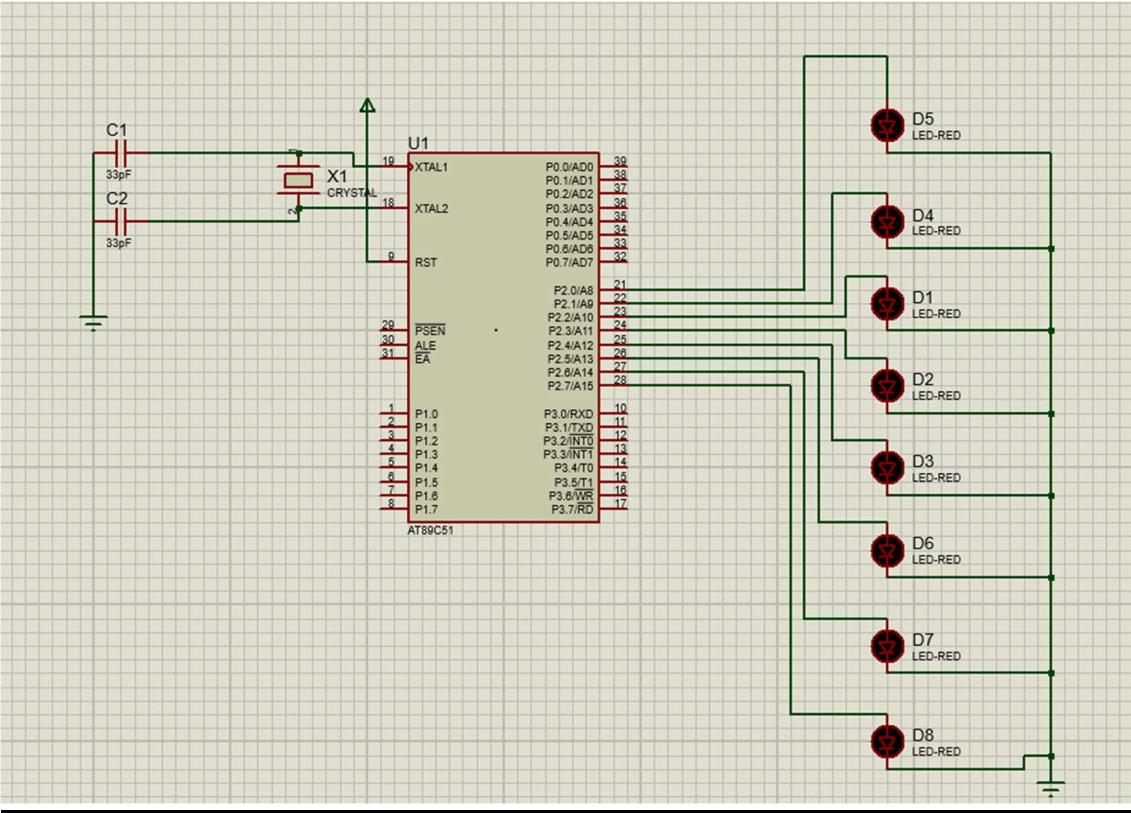 C1
33pF
C2
33pF
1
2
X1
CRYSTAL
U1
19 XTAL1
18 XTAL2
9 RST
29 PSEN
30 ALE
31 EA
1 P1.0
2 P1.1
3 P1.2
4 P1.3
5 P1.4
6 P1.5
7 P1.6
8 P1.7
P0.0/AD0 39
P0.1/AD1 38
P0.2/AD2 37
P0.3/AD3 36
P0.4/AD4 35
P0.5/AD5 34
P0.6/AD6 33
P0.7/AD7 32
P2.0/A8 21
P2.1/A9 22
P2.2/A10 23
P2.3/A11 24
P2.4/A12 25
P2.5/A13 26
P2.6/A14 27
P2.7/A15 28
P3.0/RXD 10
P3.1/TXD 11
P3.2/INT0 12
P3.3/INT1 13
P3.4/T0 14
P3.5/T1 15
P3.6/WR 16
P3.7/RD 17
AT89C51
D5
LED-RED
D4
LED-RED
D1
LED-RED
D2
LED-RED
D3
LED-RED
D6
LED-RED
D7
LED-RED
D8
LED-RED